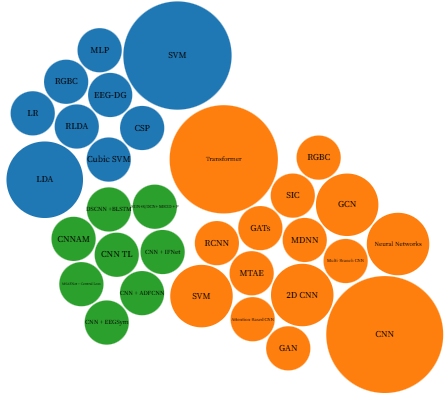 MLP
SVM
RGBC
EEG-DG
LR
RLDA
CSP
Cubic SVM
LDA
Transformer
RGBC
SIC
GCN
DSCNN +BLSTM
CNNAM
CNN TL
CNN + IFNet
GATs
RCNN
MDNN
Neural Networks
Multi-Branch CNN
MTAE
SVM
2D CNN
CNN + ADFCNN
CNN + EEGSym
Attention Based CNN
GAN
CNN